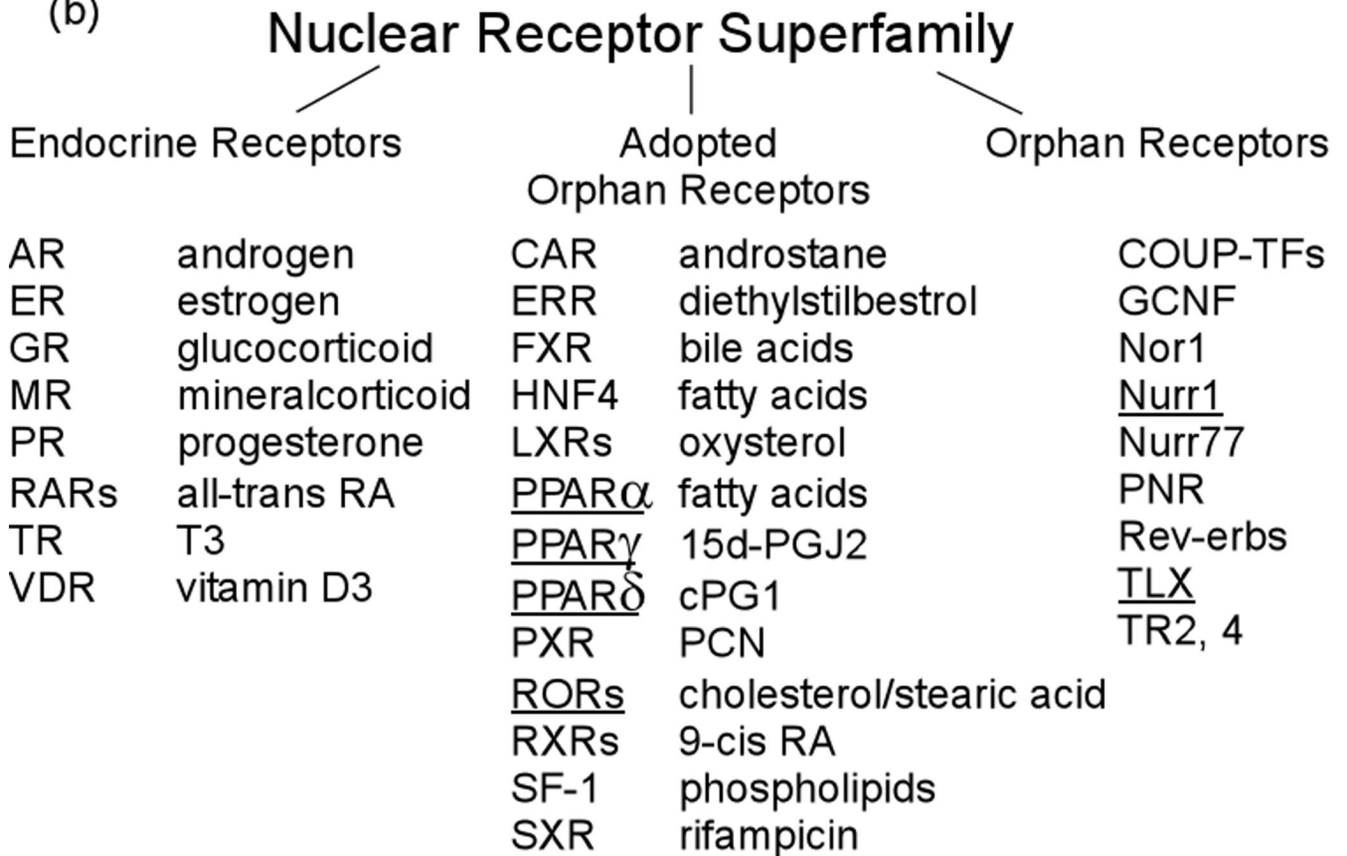 (b)
Nuclear Receptor Superfamily
Endocrine Receptors
Adopted
Orphan Receptors
Orphan Receptors
AR androgen
ER estrogen
GR glucocorticoid
MR mineralcorticoid
PR progesterone
RARs all-trans RA
TR T3
VDR vitamin D3
CAR androstane
ERR diethylstilbestrol
FXR bile acids
HNF4 fatty acids
LXRs oxysterol
PPARα fatty acids
PPARγ 15d-PGJ2
PPARδ cPG1
PXR PCN
RORs cholesterol/stearic acid
RXRs 9-cis RA
SF-1 phospholipids
SXR rifampicin
COUP-TFs
GCNF
Nor1
Nurr1
Nurr77
PNR
Rev-erbs
TLX
TR2, 4